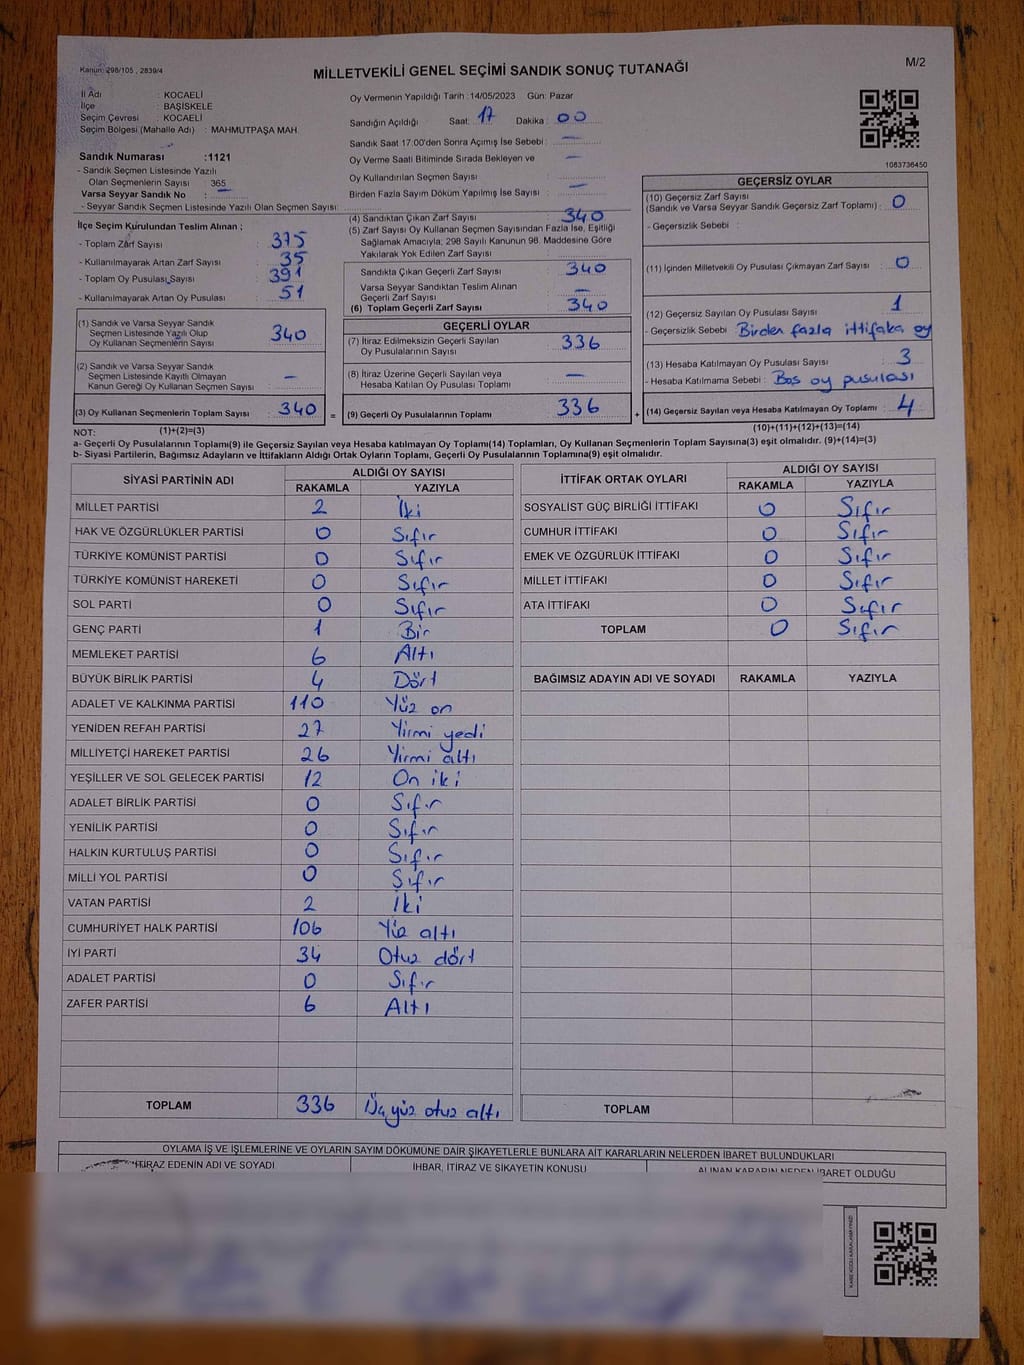 Kanun: 298/105 , 2839/4
MİLLETVEKİLİ GENEL SEÇİMİ SANDIK SONUÇ TUTANAĞI
M/2
İl Adı : KOCAELİ
İlçe : BAŞİSKELE
Seçim Çevresi : KOCAELİ
Seçim Bölgesi (Mahalle Adı) : MAHMUTPAŞA MAH.
Sandık Numarası :1121
- Sandık Seçmen Listesinde Yazılı
Olan Seçmenlerin Sayısı : 365
Varsa Seyyar Sandık No : —
- Seyyar Sandık Seçmen Listesinde Yazılı Olan Seçmen Sayısı:
Oy Vermenin Yapıldığı Tarih :14/05/2023 Gün: Pazar
Sandığın Açıldığı Saat: 17 Dakika : 00
Sandık Saat 17:00'den Sonra Açımış İse Sebebi : —
Oy Verme Saati Bitiminde Sırada Bekleyen ve
Oy Kullandırılan Seçmen Sayısı : —
Birden Fazla Sayım Döküm Yapılmış İse Sayısı : —
1083736450
İlçe Seçim Kurulundan Teslim Alınan ;
- Toplam Zarf Sayısı : 375
- Kullanılmayarak Artan Zarf Sayısı : 35
- Toplam Oy Pusulası Sayısı : 391
- Kullanılmayarak Artan Oy Pusulası : 51
(1) Sandık ve Varsa Seyyar Sandık
Seçmen Listesinde Yazılı Olup
Oy Kullanan Seçmenlerin Sayısı : 340
(2) Sandık ve Varsa Seyyar Sandık
Seçmen Listesinde Kayıtlı Olmayan
Kanun Gereği Oy Kullanan Seçmen Sayısı : —
(3) Oy Kullanan Seçmenlerin Toplam Sayısı : 340 =
(4) Sandıktan Çıkan Zarf Sayısı : 340
(5) Zarf Sayısı Oy Kullanan Seçmen Sayısından Fazla İse, Eşitliği
Sağlamak Amacıyla; 298 Sayılı Kanunun 98. Maddesine Göre
Yakılarak Yok Edilen Zarf Sayısı :
Sandıkta Çıkan Geçerli Zarf Sayısı : 340
Varsa Seyyar Sandıktan Teslim Alınan
Geçerli Zarf Sayısı : —
(6) Toplam Geçerli Zarf Sayısı : 340
GEÇERLİ OYLAR
(7) İtiraz Edilmeksizin Geçerli Sayılan
Oy Pusulalarının Sayısı : 336
(8) İtiraz Üzerine Geçerli Sayılan veya
Hesaba Katılan Oy Pusulası Toplamı : —
(9) Geçerli Oy Pusulalarının Toplamı : 336 +
GEÇERSİZ OYLAR
(10) Geçersiz Zarf Sayısı
(Sandık ve Varsa Seyyar Sandık Geçersiz Zarf Toplamı) : 0
- Geçersizlik Sebebi :
(11) İçinden Milletvekili Oy Pusulası Çıkmayan Zarf Sayısı : 0
(12) Geçersiz Sayılan Oy Pusulası Sayısı : 1
- Geçersizlik Sebebi : Birden fazla ittifaka oy
(13) Hesaba Katılmayan Oy Pusulası Sayısı : 3
- Hesaba Katılmama Sebebi : Boş oy pusulası
(14) Geçersiz Sayılan veya Hesaba Katılmayan Oy Toplamı : 4
NOT: (1)+(2)=(3) (10)+(11)+(12)+(13)=(14)
a- Geçerli Oy Pusulalarının Toplamı(9) ile Geçersiz Sayılan veya Hesaba katılmayan Oy Toplamı(14) Toplamları, Oy Kullanan Seçmenlerin Toplam Sayısına(3) eşit olmalıdır. (9)+(14)=(3)
b- Siyasi Partilerin, Bağımsız Adayların ve İttifakların Aldığı Oyların Toplamı, Geçerli Oy Pusulalarının Toplamına(9) eşit olmalıdır.
SİYASİ PARTİNİN ADI ALDIĞI OY SAYISI
RAKAMLA YAZIYLA
MİLLET PARTİSİ 2 İki
HAK VE ÖZGÜRLÜKLER PARTİSİ 0 Sıfır
TÜRKİYE KOMÜNİST PARTİSİ 0 Sıfır
TÜRKİYE KOMÜNİST HAREKETİ 0 Sıfır
SOL PARTİ 0 Sıfır
GENÇ PARTİ 1 Bir
MEMLEKET PARTİSİ 6 Altı
BÜYÜK BİRLİK PARTİSİ 4 Dört
ADALET VE KALKINMA PARTİSİ 110 Yüz on
YENİDEN REFAH PARTİSİ 27 Yirmi yedi
MİLLİYETÇİ HAREKET PARTİSİ 26 Yirmi altı
YEŞİLLER VE SOL GELECEK PARTİSİ 12 On iki
ADALET BİRLİK PARTİSİ 0 Sıfır
YENİLİK PARTİSİ 0 Sıfır
HALKIN KURTULUŞ PARTİSİ 0 Sıfır
MİLLİ YOL PARTİSİ 0 Sıfır
VATAN PARTİSİ 2 İki
CUMHURİYET HALK PARTİSİ 106 Yüz altı
İYİ PARTİ 34 Otuz dört
ADALET PARTİSİ 0 Sıfır
ZAFER PARTİSİ 6 Altı
TOPLAM 336 Üçyüz otuz altı
İTTİFAK ORTAK OYLARI ALDIĞI OY SAYISI
RAKAMLA YAZIYLA
SOSYALİST GÜÇ BİRLİĞİ İTTİFAKI 0 Sıfır
CUMHUR İTTİFAKI 0 Sıfır
EMEK VE ÖZGÜRLÜK İTTİFAKI 0 Sıfır
MİLLET İTTİFAKI 0 Sıfır
ATA İTTİFAKI 0 Sıfır
TOPLAM 0 Sıfır
BAĞIMSIZ ADAYIN ADI VE SOYADI RAKAMLA YAZIYLA
TOPLAM
OYLAMA İŞ VE İŞLEMLERİNE VE OYLARIN SAYIM DÖKÜMÜNE DAİR ŞİKAYETLERLE BUNLARA AİT KARARLARIN NELERDEN İBARET BULUNDUKLARI
İTİRAZ EDENİN ADI VE SOYADI İHBAR, İTİRAZ VE ŞİKAYETİN KONUSU ALINAN KARARIN NEDEN İBARET OLDUĞU